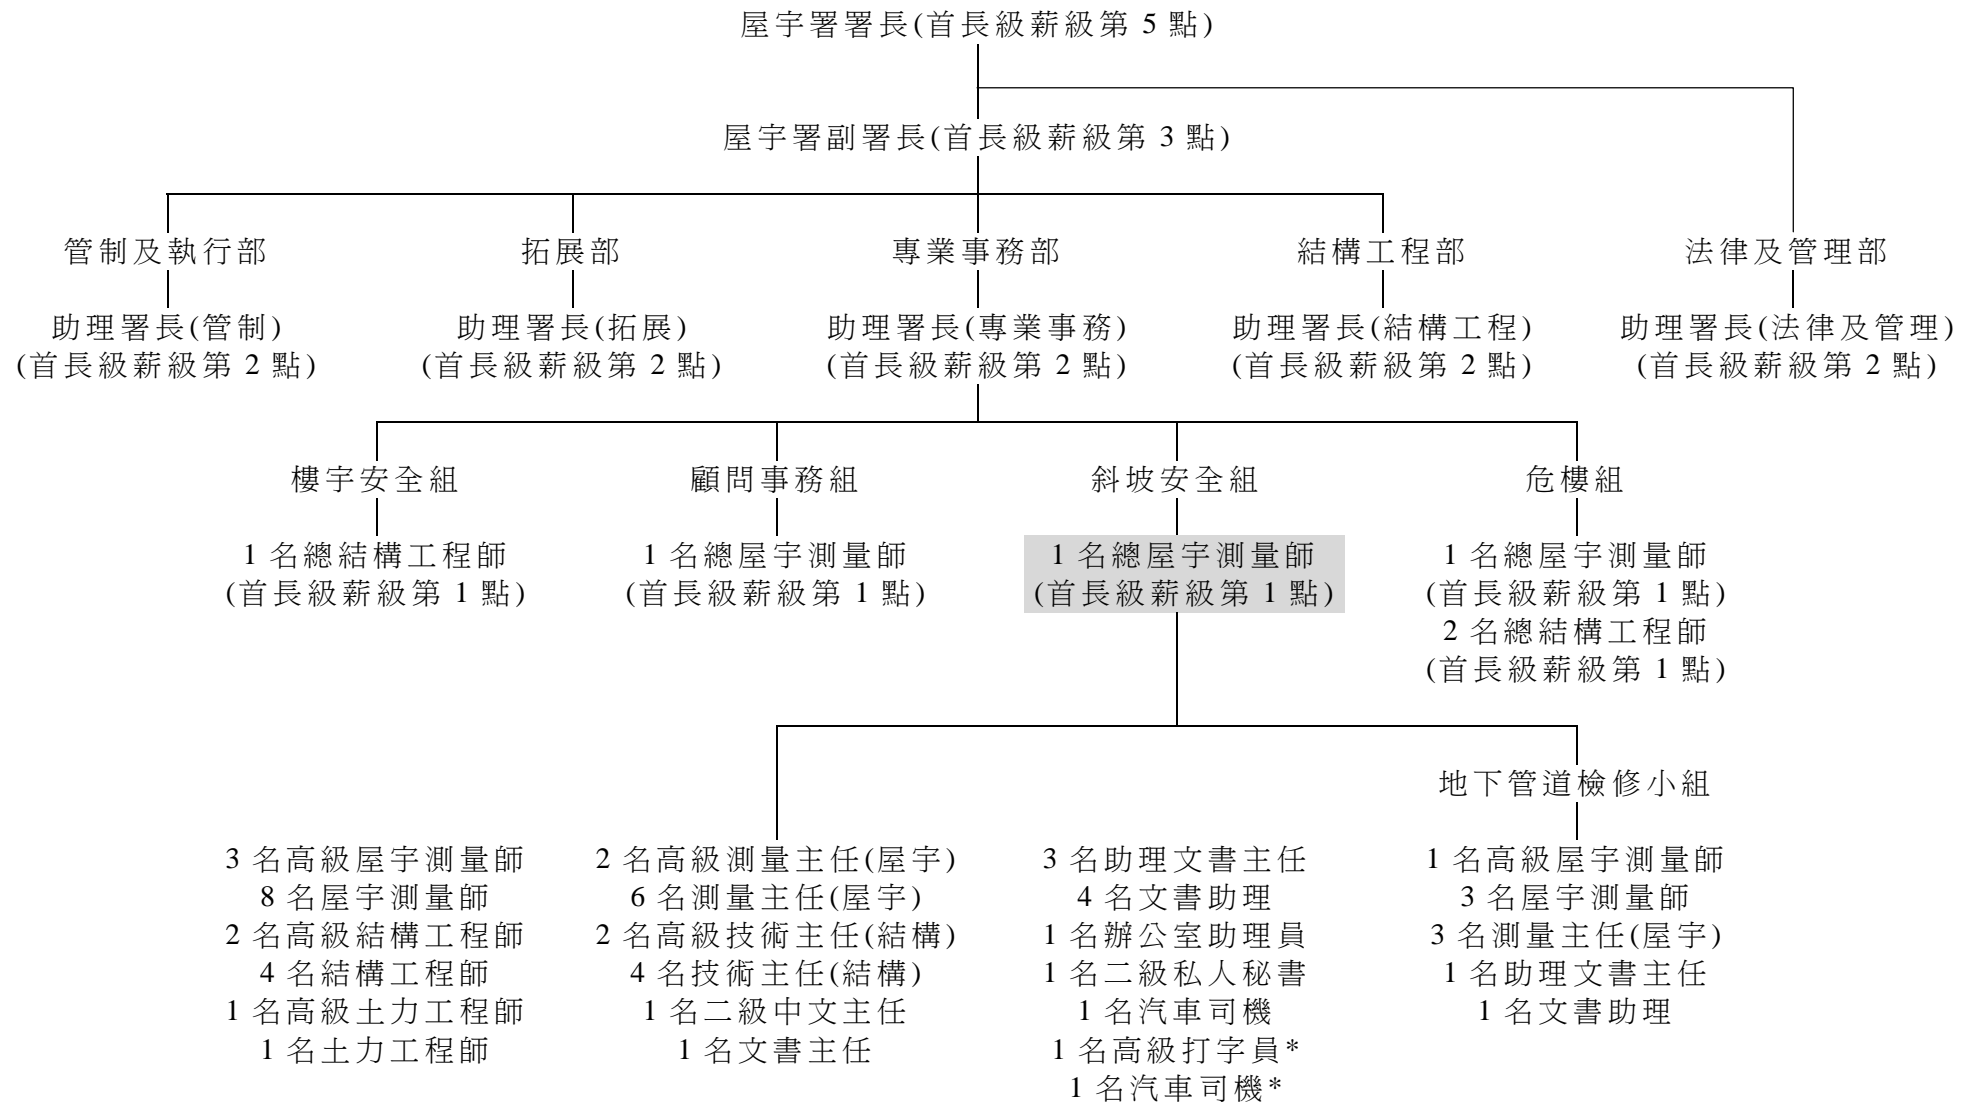 屋宇署署長(首長級薪級第 5 點)
屋宇署副署長(首長級薪級第 3 點)
管制及執行部
拓展部
專業事務部
結構工程部
法律及管理部
助理署長(管制)
(首長級薪級第 2 點)
助理署長(拓展)
(首長級薪級第 2 點)
助理署長(專業事務)
(首長級薪級第 2 點)
助理署長(結構工程)
(首長級薪級第 2 點)
助理署長(法律及管理)
(首長級薪級第 2 點)
樓宇安全組
顧問事務組
斜坡安全組
危樓組
1 名總結構工程師
(首長級薪級第 1 點)
1 名總屋宇測量師
(首長級薪級第 1 點)
1 名總屋宇測量師
(首長級薪級第 1 點)
1 名總屋宇測量師
(首長級薪級第 1 點)
2 名總結構工程師
(首長級薪級第 1 點)
地下管道檢修小組
3 名高級屋宇測量師
8 名屋宇測量師
2 名高級結構工程師
4 名結構工程師
1 名高級土力工程師
1 名土力工程師
2 名高級測量主任(屋宇)
6 名測量主任(屋宇)
2 名高級技術主任(結構)
4 名技術主任(結構)
1 名二級中文主任
1 名文書主任
3 名助理文書主任
4 名文書助理
1 名辦公室助理員
1 名二級私人秘書
1 名汽車司機
1 名高級打字員*
1 名汽車司機*
1 名高級屋宇測量師
3 名屋宇測量師
3 名測量主任(屋宇)
1 名助理文書主任
1 名文書助理